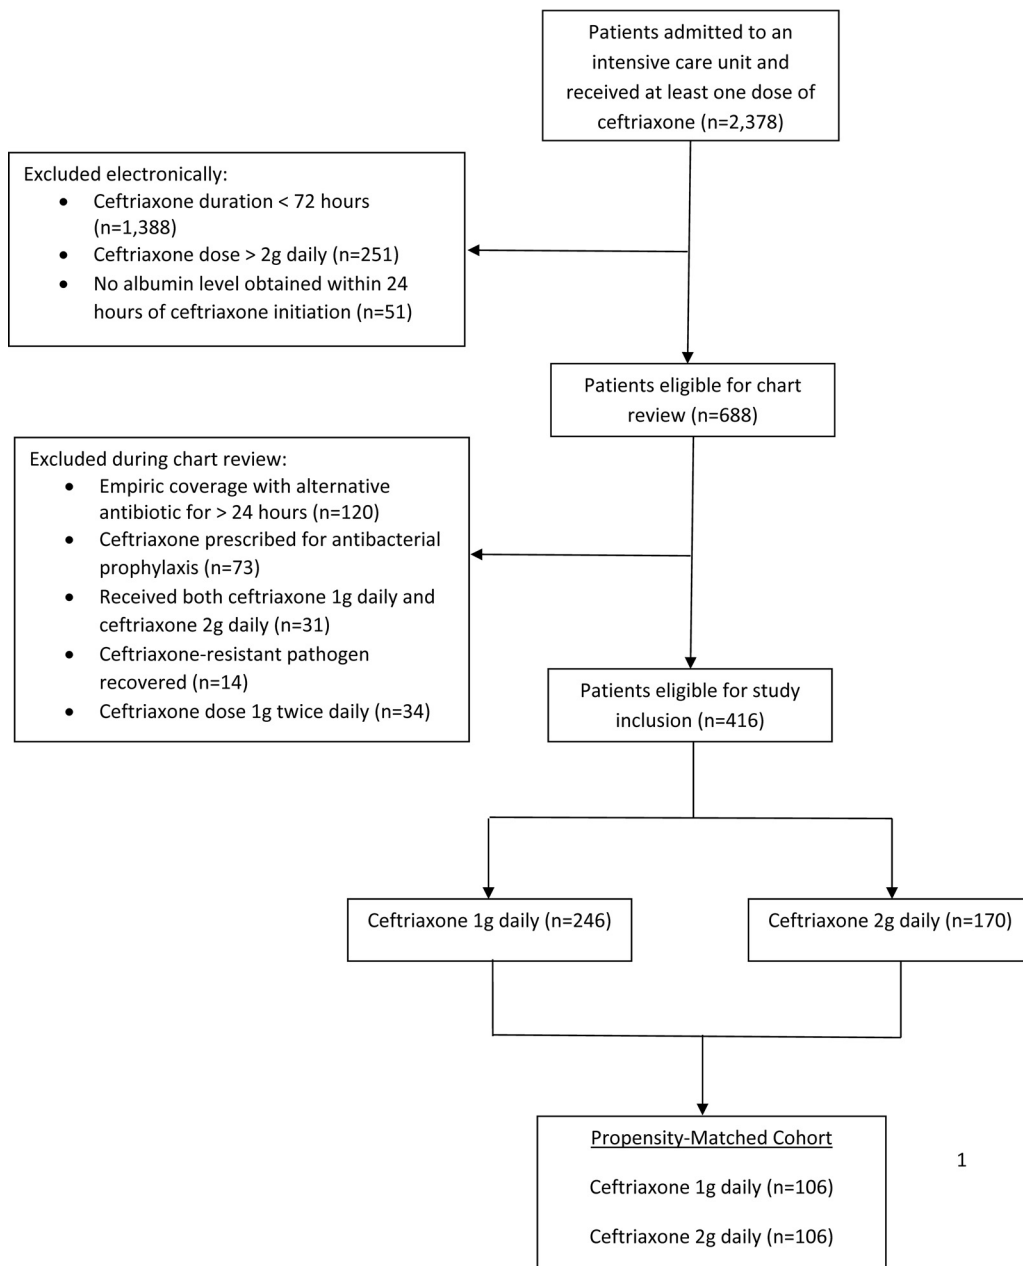 Patients admitted to an
intensive care unit and
received at least one dose of
ceftriaxone (n=2,378)
Excluded electronically:
• Ceftriaxone duration < 72 hours
(n=1,388)
• Ceftriaxone dose > 2g daily (n=251)
• No albumin level obtained within 24
hours of ceftriaxone initiation (n=51)
Patients eligible for chart
review (n=688)
Excluded during chart review:
• Empiric coverage with alternative
antibiotic for > 24 hours (n=120)
• Ceftriaxone prescribed for antibacterial
prophylaxis (n=73)
• Received both ceftriaxone 1g daily and
ceftriaxone 2g daily (n=31)
• Ceftriaxone-resistant pathogen
recovered (n=14)
• Ceftriaxone dose 1g twice daily (n=34)
Patients eligible for study
inclusion (n=416)
Ceftriaxone 1g daily (n=246)
Ceftriaxone 2g daily (n=170)
Propensity-Matched Cohort
Ceftriaxone 1g daily (n=106)
Ceftriaxone 2g daily (n=106)
1